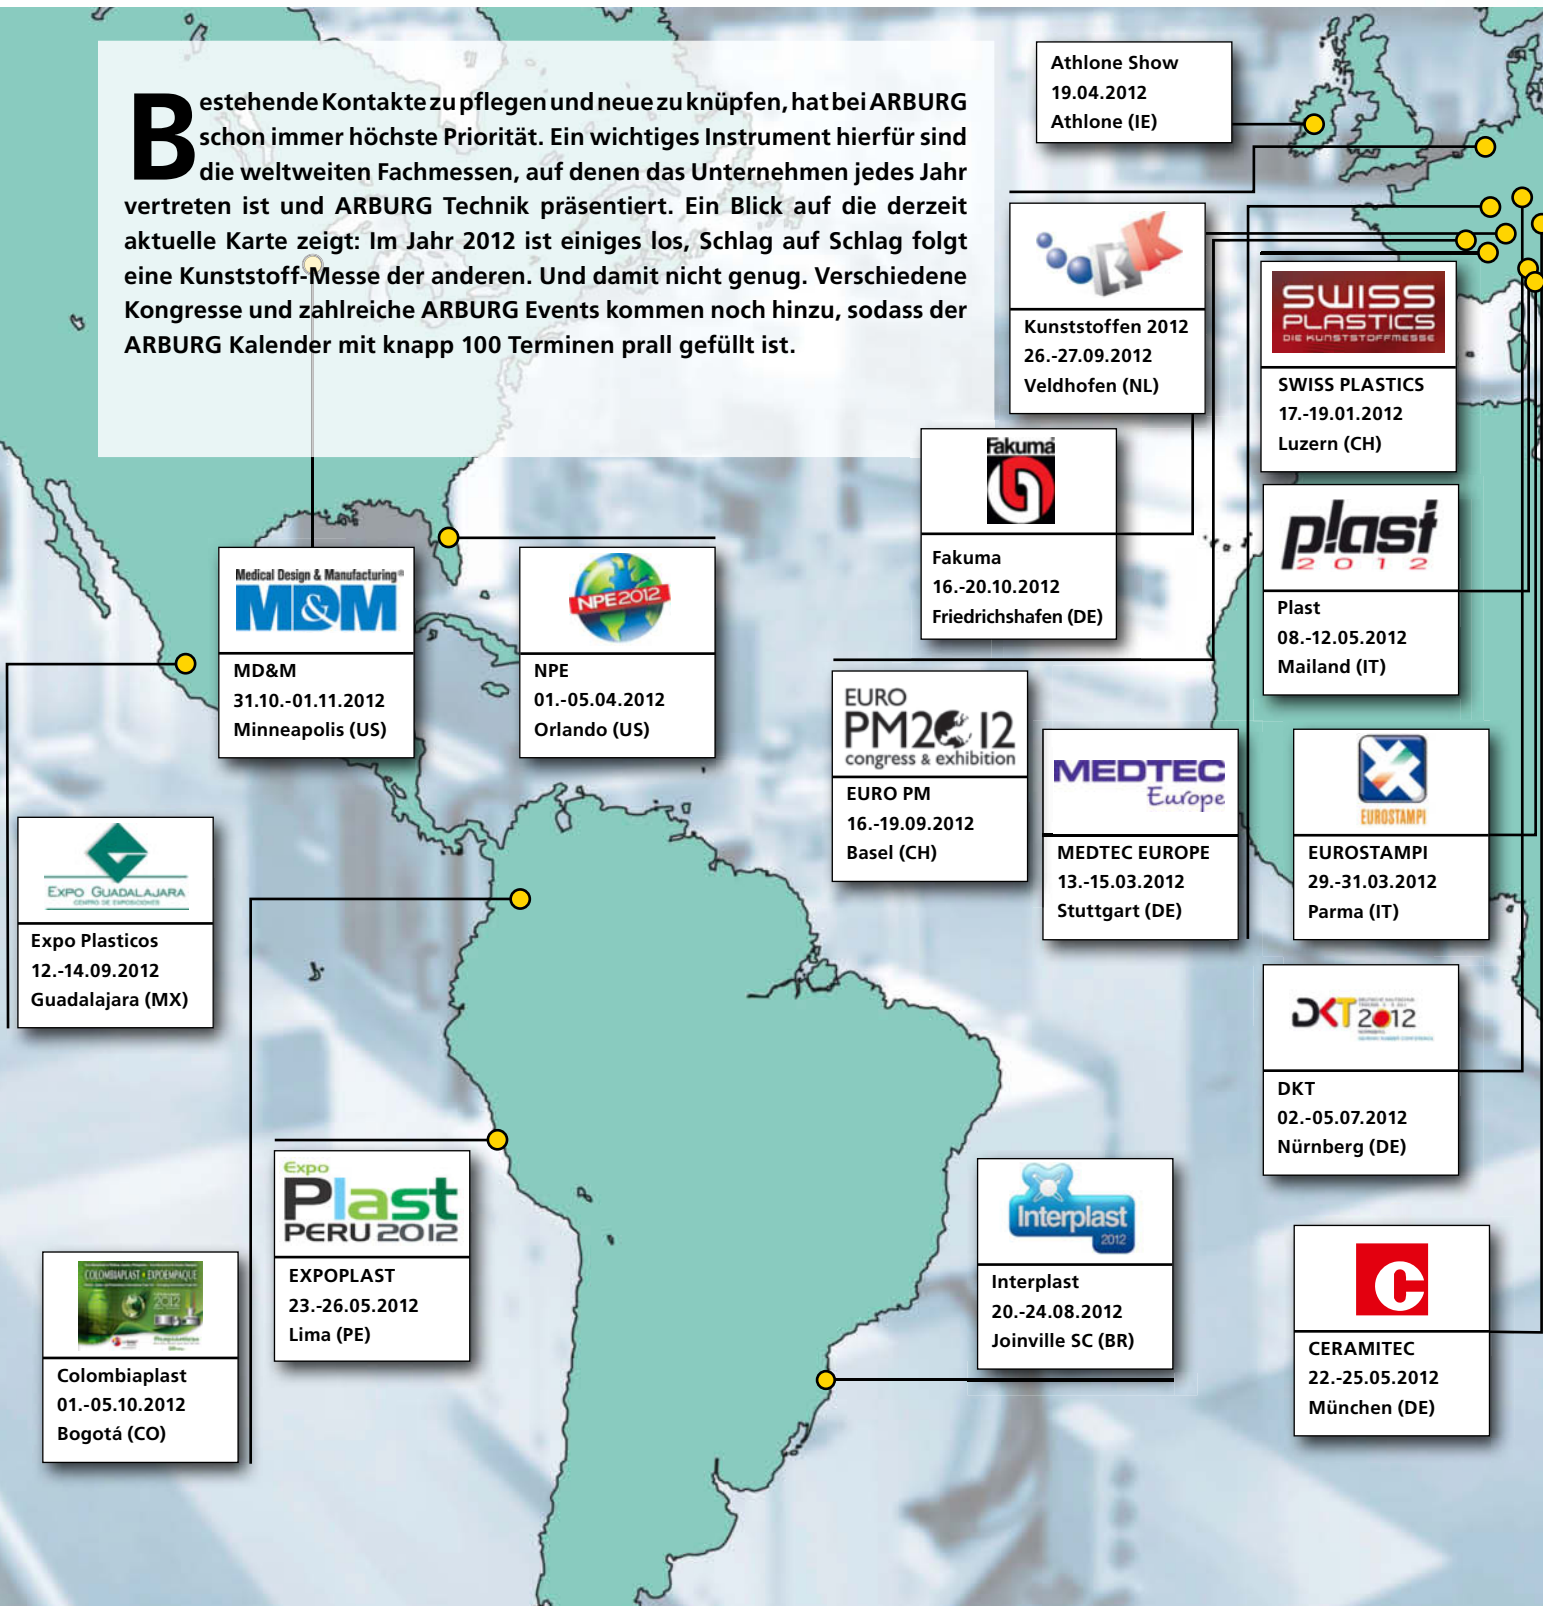 Bestehende Kontakte zu pflegen und neue zu knüpfen, hat bei ARBURG
schon immer höchste Priorität. Ein wichtiges Instrument hierfür sind
die weltweiten Fachmessen, auf denen das Unternehmen jedes Jahr
vertreten ist und ARBURG Technik präsentiert. Ein Blick auf die derzeit
aktuelle Karte zeigt: Im Jahr 2012 ist einiges los, Schlag auf Schlag folgt
eine Kunststoff-Messe der anderen. Und damit nicht genug. Verschiedene
Kongresse und zahlreiche ARBURG Events kommen noch hinzu, sodass der
ARBURG Kalender mit knapp 100 Terminen prall gefüllt ist.
Athlone Show
19.04.2012
Athlone (IE)
Kunststoffen 2012
26.-27.09.2012
Veldhofen (NL)
SWISS
PLASTICS
DIE KUNSTSTOFFMESSE
SWISS PLASTICS
17.-19.01.2012
Luzern (CH)
Fakuma
Fakuma
16.-20.10.2012
Friedrichshafen (DE)
plast
2012
Plast
08.-12.05.2012
Mailand (IT)
Medical Design & Manufacturing®
MD&M
MD&M
31.10.-01.11.2012
Minneapolis (US)
NPE2012
NPE
01.-05.04.2012
Orlando (US)
EURO
PM2012
congress & exhibition
EURO PM
16.-19.09.2012
Basel (CH)
MEDTEC
Europe
MEDTEC EUROPE
13.-15.03.2012
Stuttgart (DE)
EUROSTAMPI
EUROSTAMPI
29.-31.03.2012
Parma (IT)
EXPO GUADALAJARA
CENTRO DE EXPOSICIONES
Expo Plasticos
12.-14.09.2012
Guadalajara (MX)
DKT
2012
DKT
02.-05.07.2012
Nürnberg (DE)
Expo
Plast
PERU 2012
EXPOPLAST
23.-26.05.2012
Lima (PE)
Interplast
2012
Interplast
20.-24.08.2012
Joinville SC (BR)
COLOMBIAPLAST • EXPOEMPAQUE
2012
Colombiaplast
01.-05.10.2012
Bogotá (CO)
C
CERAMITEC
22.-25.05.2012
München (DE)